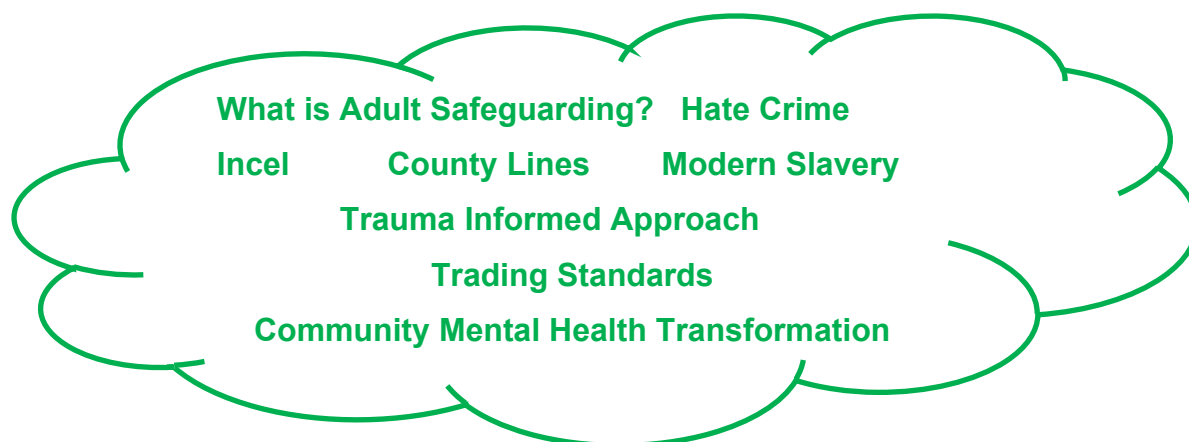 What is Adult Safeguarding? Hate Crime
Incel County Lines Modern Slavery
Trauma Informed Approach
Trading Standards
Community Mental Health Transformation